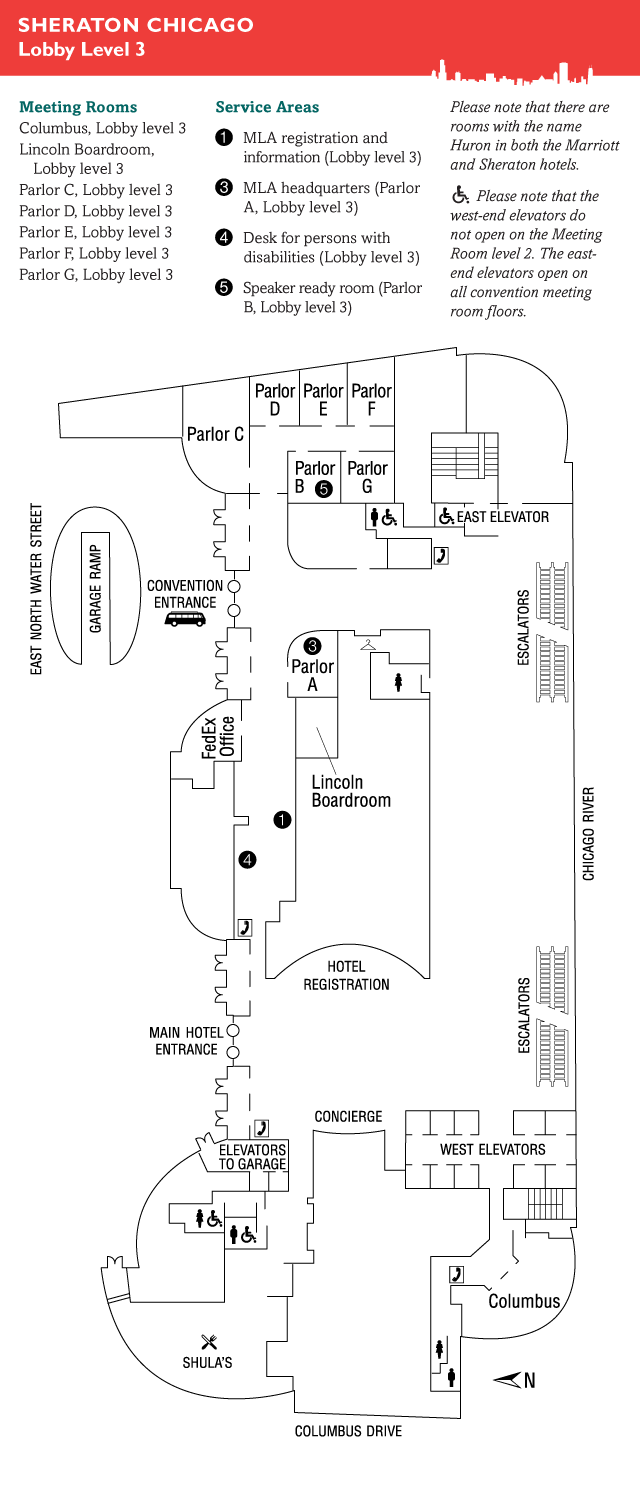 SHERATON CHICAGO
Lobby Level 3
Meeting Rooms
Columbus, Lobby level 3
Lincoln Boardroom,
Lobby level 3
Parlor C, Lobby level 3
Parlor D, Lobby level 3
Parlor E, Lobby level 3
Parlor F, Lobby level 3
Parlor G, Lobby level 3
Service Areas
1 MLA registration and
information (Lobby level 3)
3 MLA headquarters (Parlor
A, Lobby level 3)
4 Desk for persons with
disabilities (Lobby level 3)
5 Speaker ready room (Parlor
B, Lobby level 3)
Please note that there are
rooms with the name
Huron in both the Marriott
and Sheraton hotels.
Please note that the
west-end elevators do
not open on the Meeting
Room level 2. The east-
end elevators open on
all convention meeting
room floors.
Parlor
D
Parlor
E
Parlor
F
Parlor C
Parlor
B 5
Parlor
G
EAST ELEVATOR
EAST NORTH WATER STREET
GARAGE RAMP
CONVENTION
ENTRANCE
ESCALATORS
3
Parlor
A
FedEx
Office
Lincoln
Boardroom
1
4
CHICAGO RIVER
HOTEL
REGISTRATION
MAIN HOTEL
ENTRANCE
ESCALATORS
CONCIERGE
ELEVATORS
TO GARAGE
WEST ELEVATORS
Columbus
SHULA'S
N
COLUMBUS DRIVE